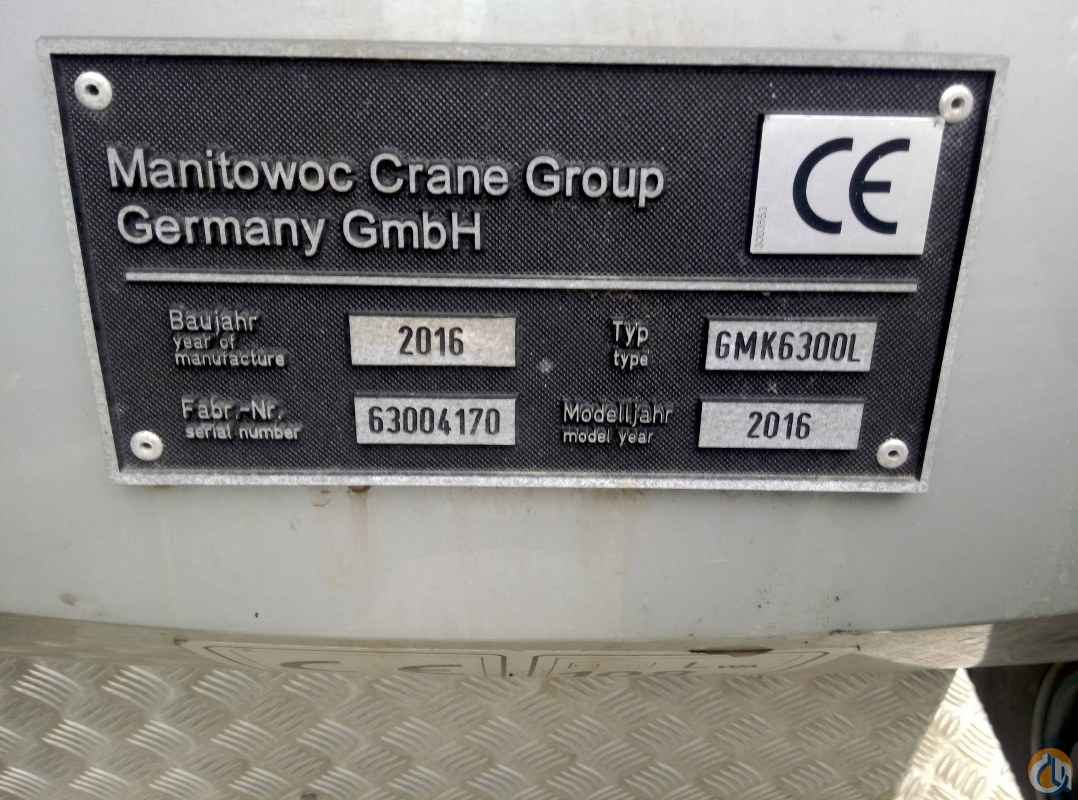 Manitowoc Crane Group
Germany GmbH
CE
Baujahr
year of
manufacture
2016
Typ
type
GMK6300L
Fabr.-Nr.
serial number
63004170
Modelljahr
model year
2016